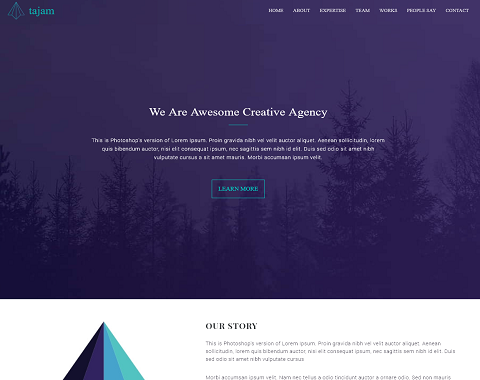 tajam
HOME ABOUT EXPERTISE TEAM WORKS PEOPLE SAY CONTACT
We Are Awesome Creative Agency
This is Photoshop's version of Lorem Ipsum. Proin gravida nibh vel velit auctor aliquet. Aenean sollicitudin, lorem
quis bibendum auctor, nisi elit consequat ipsum, nec sagittis sem nibh id elit. Duis sed odio sit amet nibh
vulputate cursus a sit amet mauris. Morbi accumsan ipsum velit.
LEARN MORE
OUR STORY
This is Photoshop's version of Lorem Ipsum. Proin gravida nibh vel velit auctor aliquet. Aenean
sollicitudin, lorem quis bibendum auctor, nisi elit consequat ipsum, nec sagittis sem nibh id elit. Duis
sed odio sit amet nibh vulputate cursus
Morbi accumsan ipsum velit. Nam nec tellus a odio tincidunt auctor a ornare odio. Sed non mauris